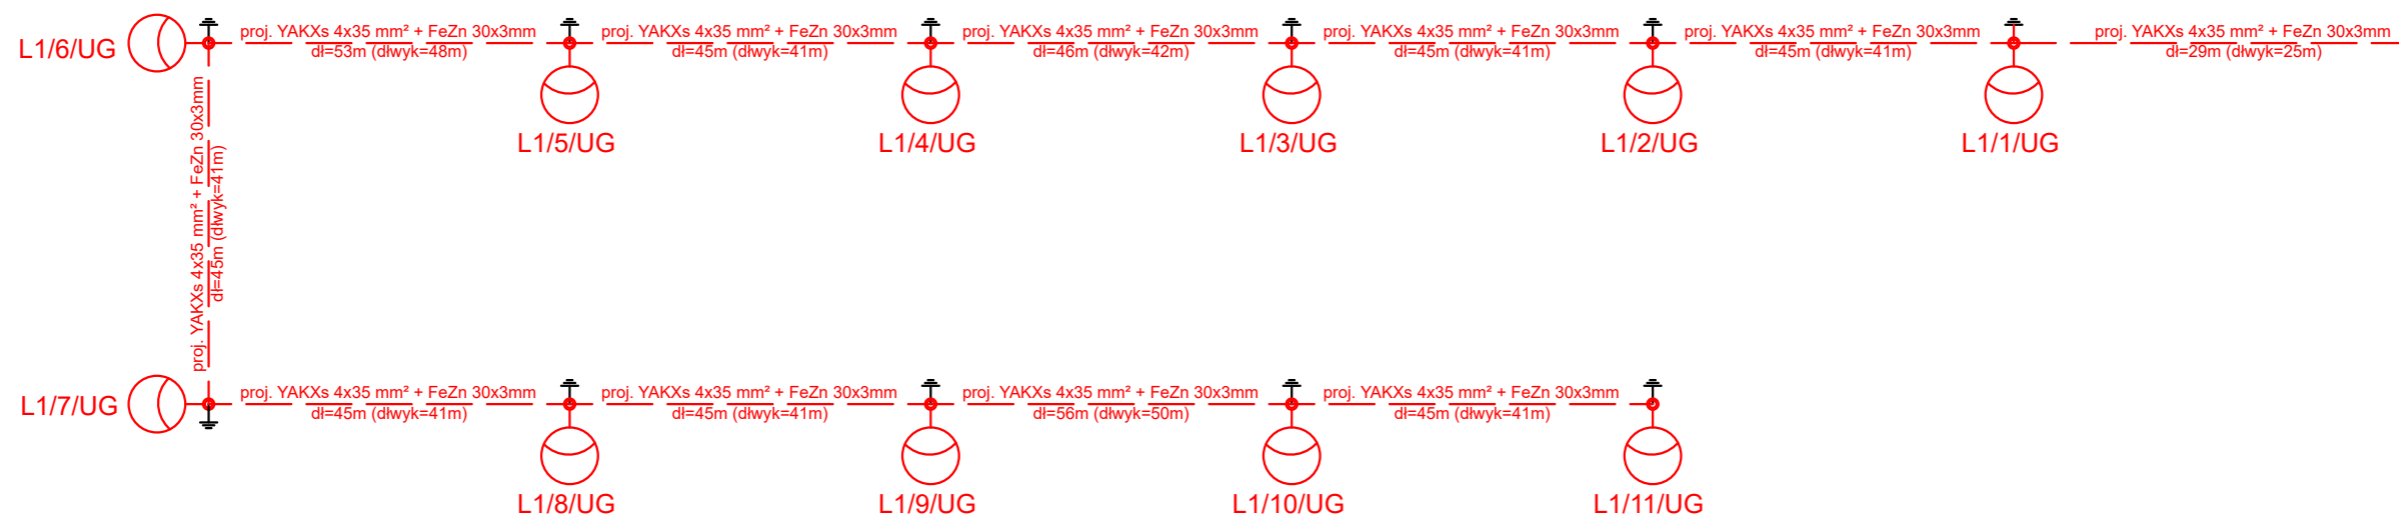 L1/6/UG
proj. YAKXs 4x35 mm² + FeZn 30x3mm
dł=53m (dłwyk=48m)
proj. YAKXs 4x35 mm² + FeZn 30x3mm
dł=45m (dłwyk=41m)
proj. YAKXs 4x35 mm² + FeZn 30x3mm
dł=46m (dłwyk=42m)
proj. YAKXs 4x35 mm² + FeZn 30x3mm
dł=45m (dłwyk=41m)
proj. YAKXs 4x35 mm² + FeZn 30x3mm
dł=45m (dłwyk=41m)
proj. YAKXs 4x35 mm² + FeZn 30x3mm
dł=29m (dłwyk=25m)
L1/5/UG
L1/4/UG
L1/3/UG
L1/2/UG
L1/1/UG
proj. YAKXs 4x35 mm² + FeZn 30x3mm
dł=45m (dłwyk=41m)
L1/7/UG
proj. YAKXs 4x35 mm² + FeZn 30x3mm
dł=45m (dłwyk=41m)
proj. YAKXs 4x35 mm² + FeZn 30x3mm
dł=45m (dłwyk=41m)
proj. YAKXs 4x35 mm² + FeZn 30x3mm
dł=56m (dłwyk=50m)
proj. YAKXs 4x35 mm² + FeZn 30x3mm
dł=45m (dłwyk=41m)
L1/8/UG
L1/9/UG
L1/10/UG
L1/11/UG